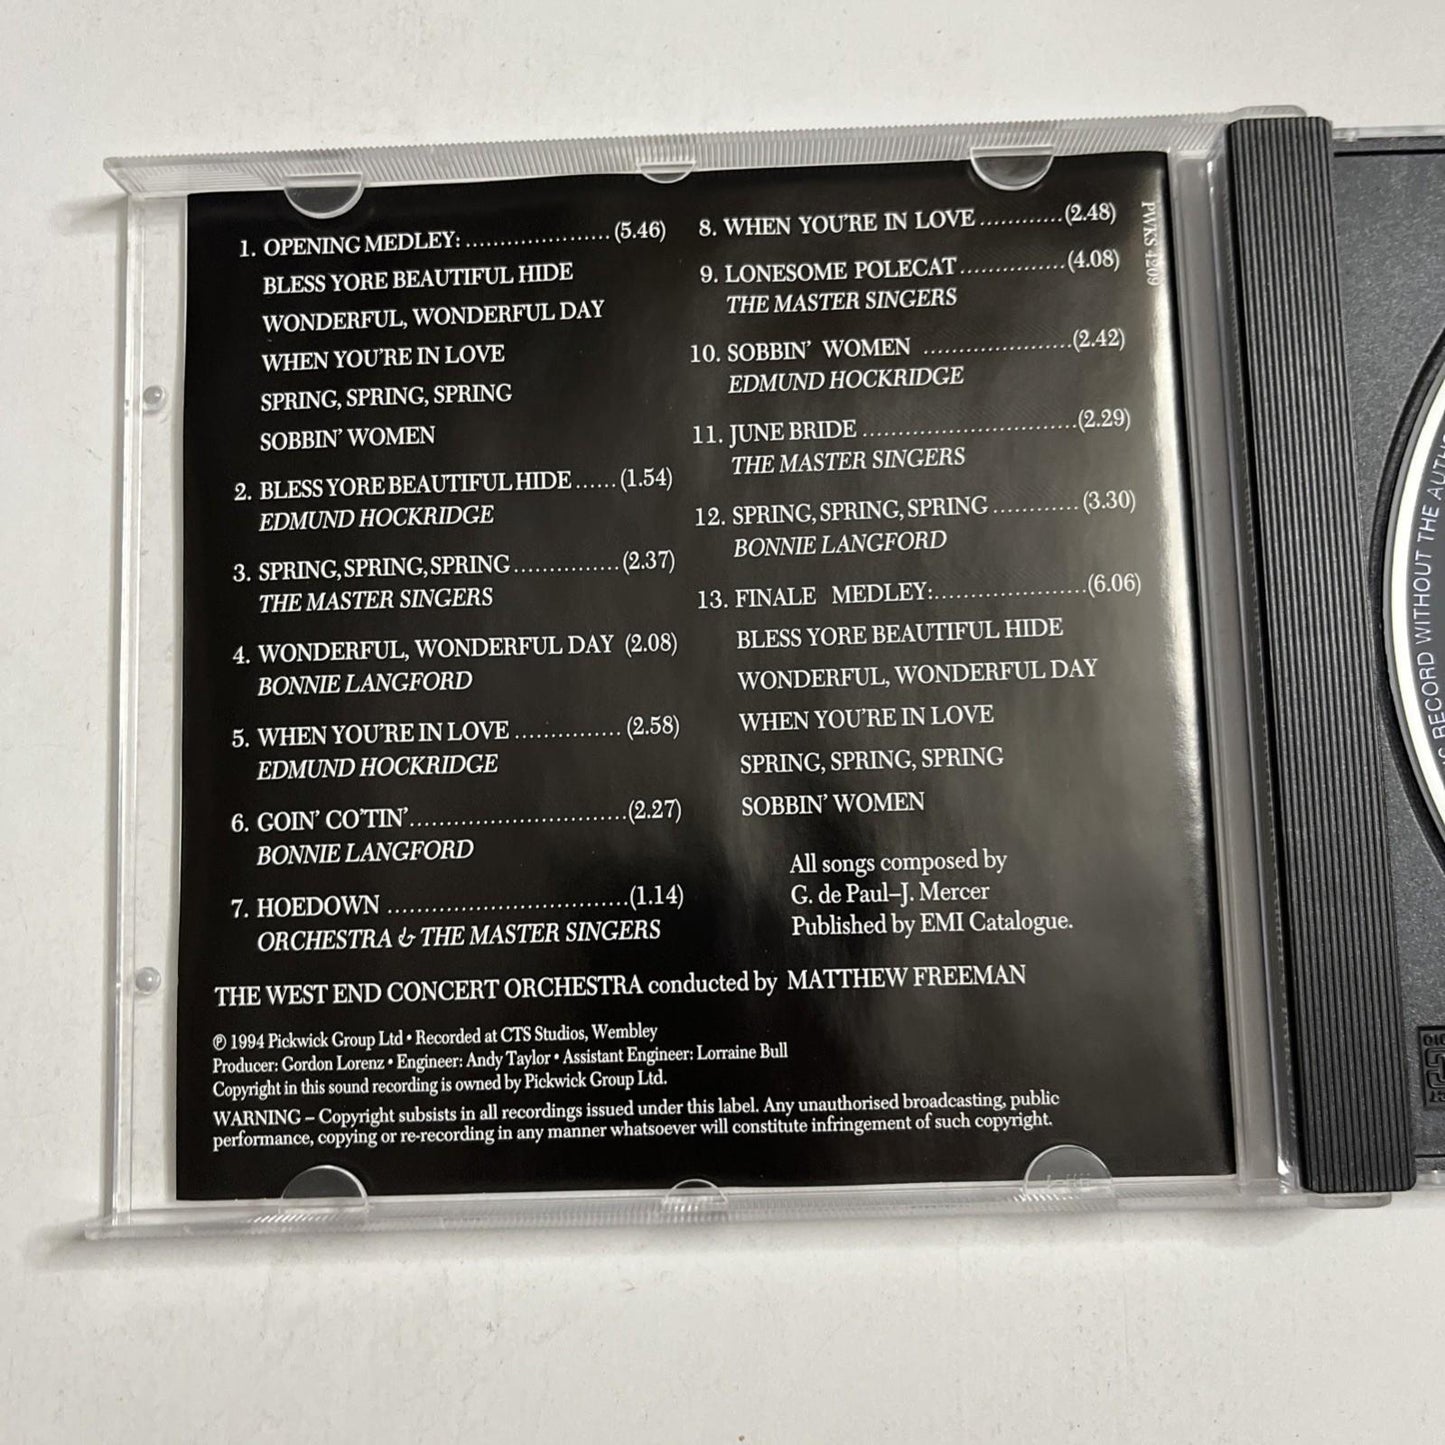 1. OPENING MEDLEY: ..................... (5.46)
BLESS YORE BEAUTIFUL HIDE
WONDERFUL, WONDERFUL DAY
WHEN YOU'RE IN LOVE
SPRING, SPRING, SPRING
SOBBIN' WOMEN
2. BLESS YORE BEAUTIFUL HIDE ...... (1.54)
EDMUND HOCKRIDGE
3. SPRING, SPRING, SPRING ............... (2.37)
THE MASTER SINGERS
4. WONDERFUL, WONDERFUL DAY (2.08)
BONNIE LANGFORD
5. WHEN YOU'RE IN LOVE ............... (2.58)
EDMUND HOCKRIDGE
6. GOIN' CO'TIN' .............................. (2.27)
BONNIE LANGFORD
7. HOEDOWN ................................. (1.14)
ORCHESTRA & THE MASTER SINGERS
8. WHEN YOU'RE IN LOVE ............ (2.48)
9. LONESOME POLECAT ............... (4.08)
THE MASTER SINGERS
10. SOBBIN' WOMEN ..................... (2.42)
EDMUND HOCKRIDGE
11. JUNE BRIDE .............................. (2.29)
THE MASTER SINGERS
12. SPRING, SPRING, SPRING ............ (3.30)
BONNIE LANGFORD
13. FINALE MEDLEY: ...................... (6.06)
BLESS YORE BEAUTIFUL HIDE
WONDERFUL, WONDERFUL DAY
WHEN YOU'RE IN LOVE
SPRING, SPRING, SPRING
SOBBIN' WOMEN
All songs composed by
G. de Paul–J. Mercer
Published by EMI Catalogue.
THE WEST END CONCERT ORCHESTRA conducted by MATTHEW FREEMAN
℗ 1994 Pickwick Group Ltd • Recorded at CTS Studios, Wembley
Producer: Gordon Lorenz • Engineer: Andy Taylor • Assistant Engineer: Lorraine Bull
Copyright in this sound recording is owned by Pickwick Group Ltd.
WARNING – Copyright subsists in all recordings issued under this label. Any unauthorised broadcasting, public
performance, copying or re-recording in any manner whatsoever will constitute infringement of such copyright.
PWKS 4209
RECORD WITHOUT THE